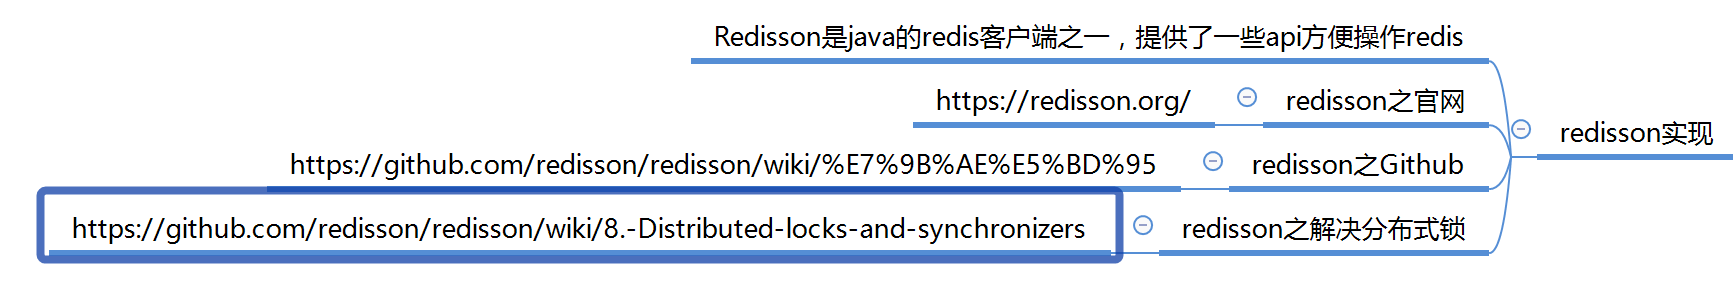 Redisson是java的redis客户端之一，提供了一些api方便操作redis
https://redisson.org/ redisson之官网
redisson实现
https://github.com/redisson/redisson/wiki/%E7%9B%AE%E5%BD%95 redisson之Github
https://github.com/redisson/redisson/wiki/8.-Distributed-locks-and-synchronizers redisson之解决分布式锁